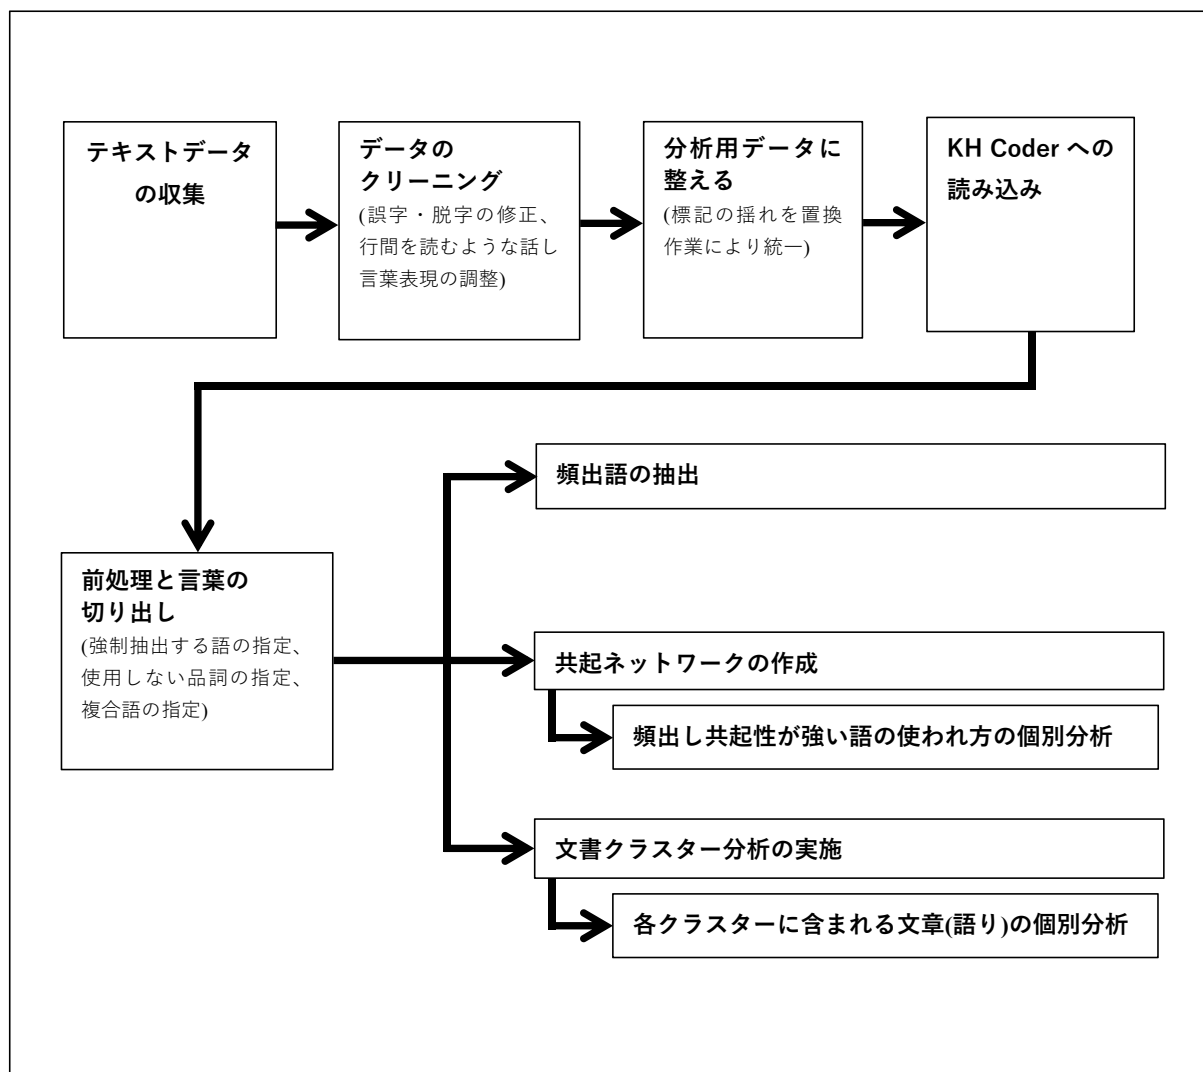 テキストデータ
の収集
データの
クリーニング
(誤字・脱字の修正、
行間を読むような話し
言葉表現の調整)
分析用データに
整える
(標記の揺れを置換
作業により統一)
KH Coder への
読み込み
頻出語の抽出
前処理と言葉の
切り出し
(強制抽出する語の指定、
使用しない品詞の指定、
複合語の指定)
共起ネットワークの作成
頻出し共起性が強い語の使われ方の個別分析
文書クラスター分析の実施
各クラスターに含まれる文章(語り)の個別分析